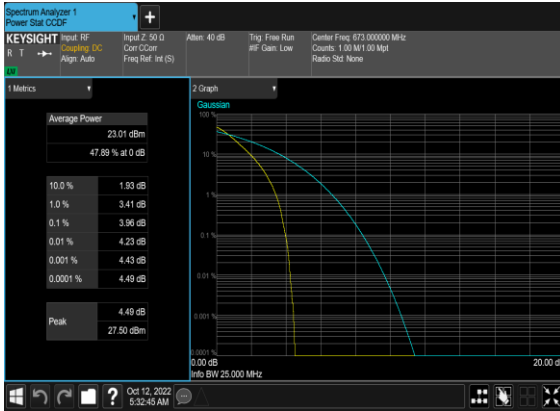 Spectrum Analyzer 1
Power Stat CCDF
KEYSIGHT
R T
Input: RF
Coupling: DC
Align: Auto
Input Z: 50 Ω
Corr CCorr
Freq Ref: Int (S)
Atten: 40 dB
Trig: Free Run
#IF Gain: Low
Center Freq: 673.000000 MHz
Counts: 1.00 M/1.00 Mpt
Radio Std: None
1 Metrics
Average Power
23.01 dBm
47.89 % at 0 dB
10.0 % 1.93 dB
1.0 % 3.41 dB
0.1 % 3.96 dB
0.01 % 4.23 dB
0.001 % 4.43 dB
0.0001 % 4.49 dB
Peak
4.49 dB
27.50 dBm
2 Graph
Gaussian
100 %
10 %
1 %
0.1 %
0.01 %
0.001 %
0.0001 %
0.00 dB
20.00 d
Info BW 25.000 MHz
?
Oct 12, 2022
5:32:45 AM